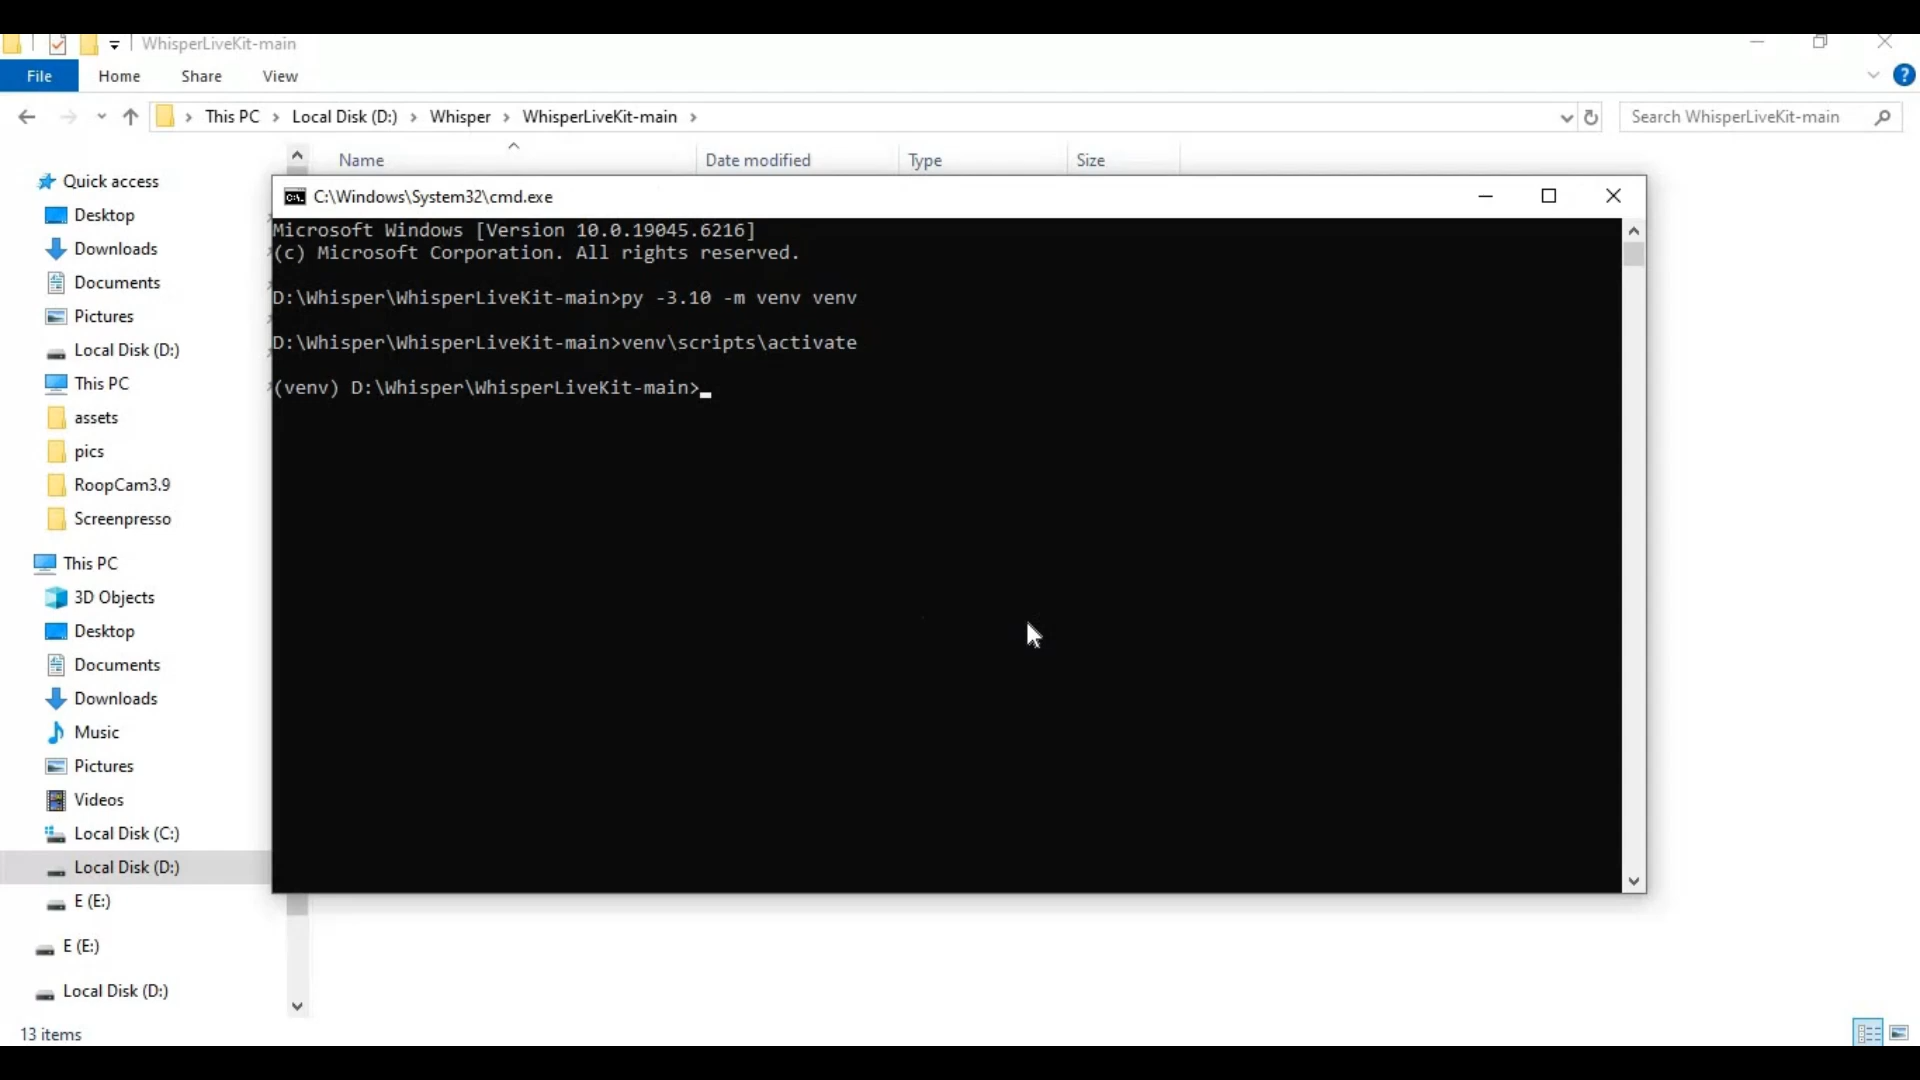 WhisperLiveKit-main
File Home Share View
This PC Local Disk (D:) Whisper WhisperLiveKit-main
Search WhisperLiveKit-main
Name Date modified Type Size
Quick access
Desktop
Downloads
Documents
Pictures
Local Disk (D:)
This PC
assets
pics
RoopCam3.9
Screenpresso
This PC
3D Objects
Desktop
Documents
Downloads
Music
Pictures
Videos
Local Disk (C:)
Local Disk (D:)
E (E:)
E (E:)
Local Disk (D:)
13 items
C:\Windows\System32\cmd.exe
Microsoft Windows [Version 10.0.19045.6216]
(c) Microsoft Corporation. All rights reserved.
D:\Whisper\WhisperLiveKit-main>py -3.10 -m venv venv
D:\Whisper\WhisperLiveKit-main>venv\scripts\activate
(venv) D:\Whisper\WhisperLiveKit-main>